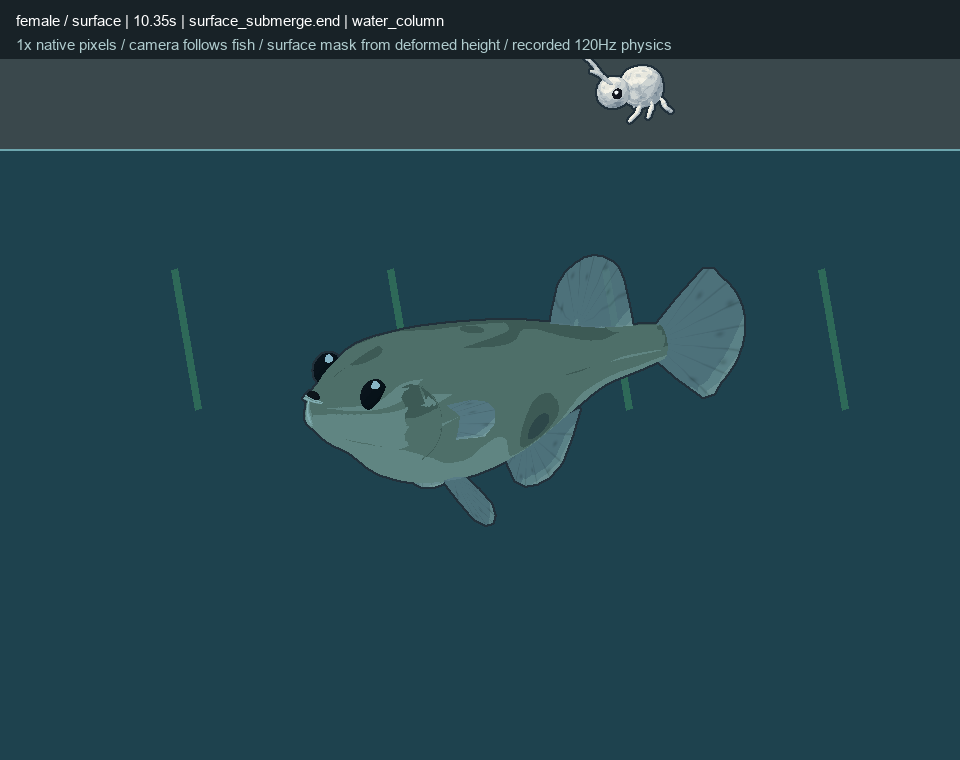 female / surface | 10.35s | surface_submerge.end | water_column
1x native pixels / camera follows fish / surface mask from deformed height / recorded 120Hz physics